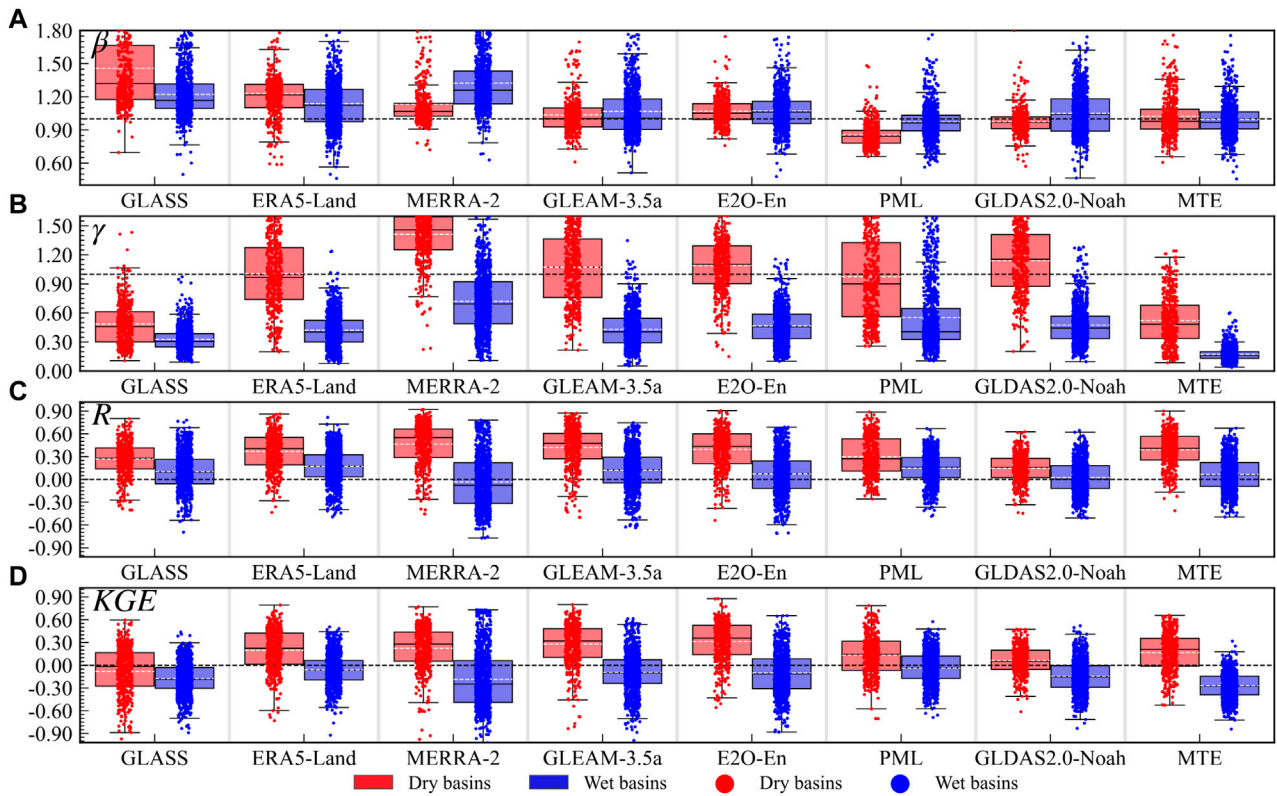 A
β
1.80
1.50
1.20
0.90
0.60
GLASS ERA5-Land MERRA-2 GLEAM-3.5a E2O-En PML GLDAS2.0-Noah MTE
B
γ
1.50
1.20
0.90
0.60
0.30
0.00
GLASS ERA5-Land MERRA-2 GLEAM-3.5a E2O-En PML GLDAS2.0-Noah MTE
C
R
0.90
0.60
0.30
0.00
-0.30
-0.60
-0.90
GLASS ERA5-Land MERRA-2 GLEAM-3.5a E2O-En PML GLDAS2.0-Noah MTE
D
KGE
0.90
0.60
0.30
0.00
-0.30
-0.60
-0.90
GLASS ERA5-Land MERRA-2 GLEAM-3.5a E2O-En PML GLDAS2.0-Noah MTE
Dry basins Wet basins Dry basins Wet basins